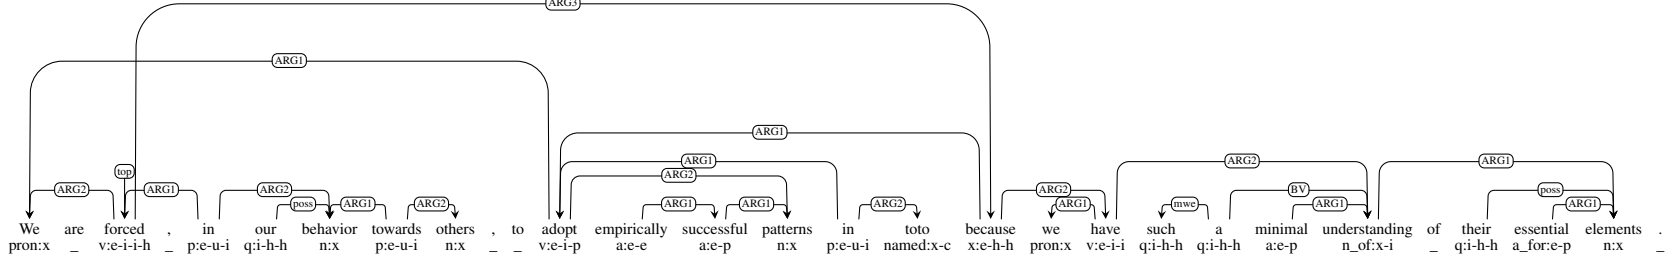 ARG3
ARG1
ARG1
top ARG1 ARG2
ARG2
ARG2 ARG1 ARG2 ARG2 BV poss
poss ARG1 ARG2 ARG1 ARG1 ARG2 ARG1 mwe ARG1 ARG1
We are forced , in our behavior towards others , to adopt empirically successful patterns in toto because we have such a minimal understanding of their essential elements .
pron:x _ v:e-i-i-h _ p:e-u-i q:i-h-h n:x p:e-u-i n:x _ _ v:e-i-p a:e-e a:e-p n:x p:e-u-i named:x-c x:e-h-h pron:x v:e-i-i q:i-h-h q:i-h-h a:e-p n_of:x-i _ q:i-h-h a_for:e-p n:x _